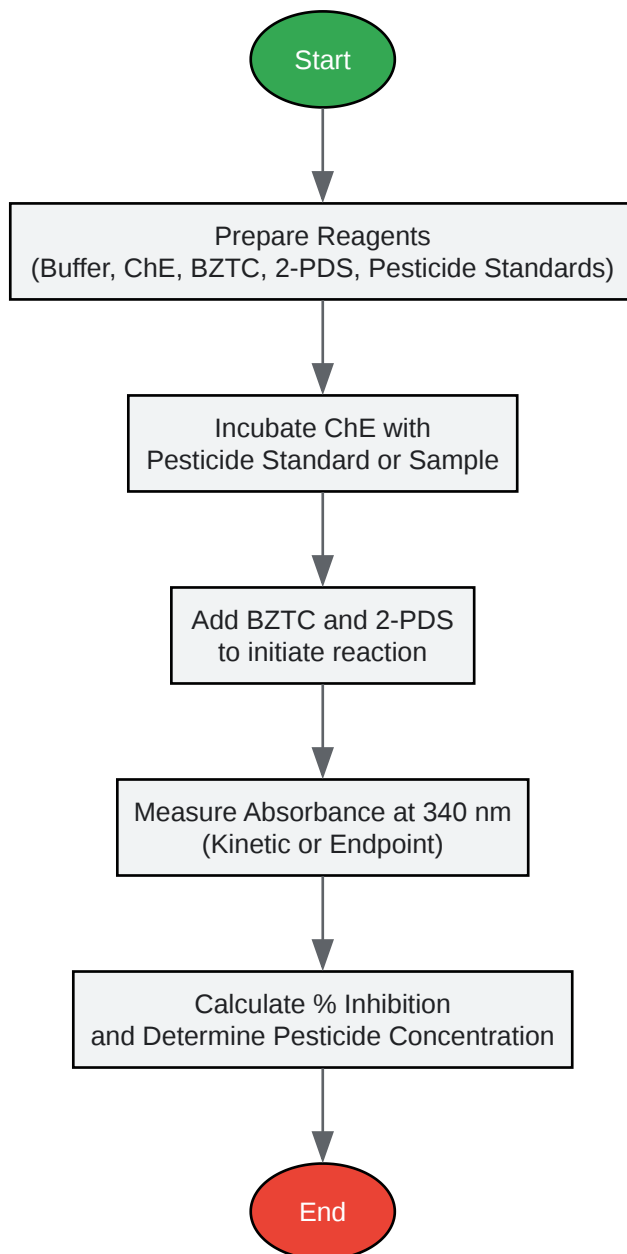 Start
Prepare Reagents
(Buffer, ChE, BZTC, 2-PDS, Pesticide Standards)
Incubate ChE with
Pesticide Standard or Sample
Add BZTC and 2-PDS
to initiate reaction
Measure Absorbance at 340 nm
(Kinetic or Endpoint)
Calculate % Inhibition
and Determine Pesticide Concentration
End